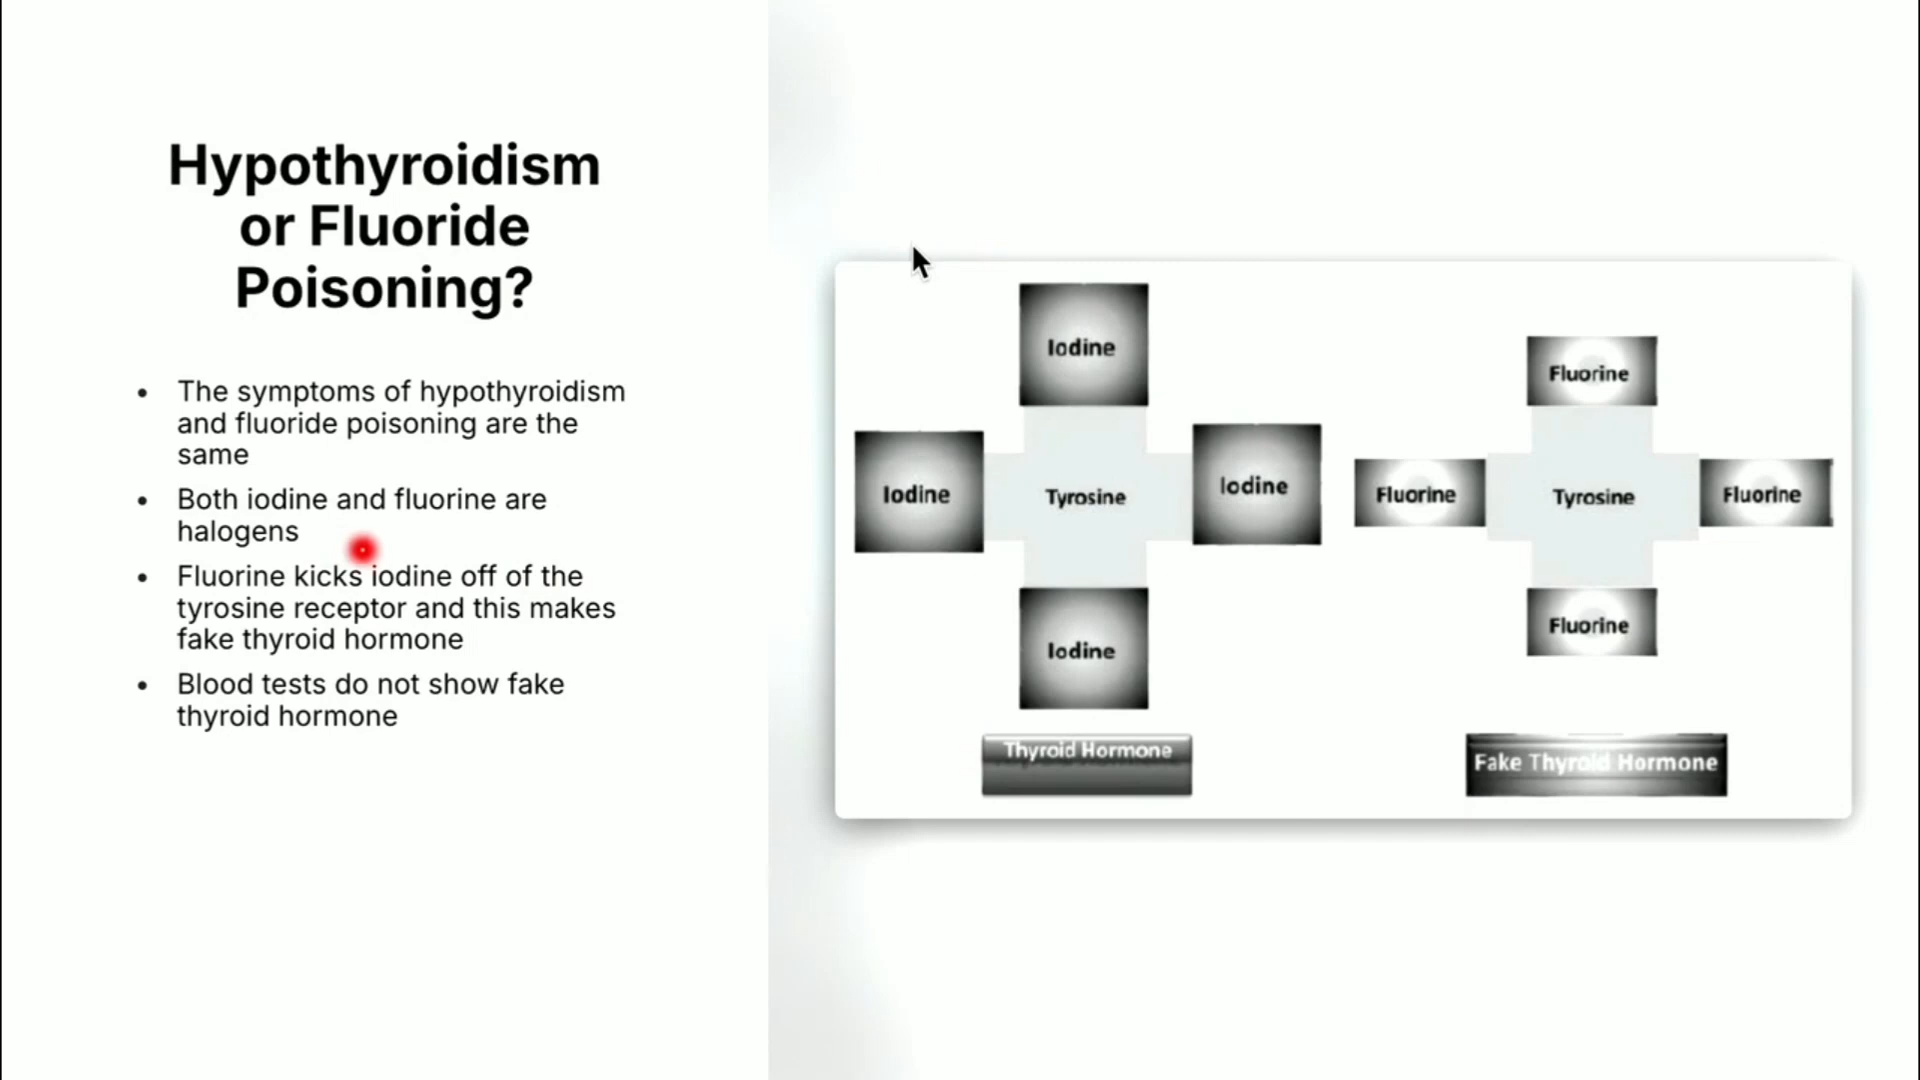 Hypothyroidism
or Fluoride
Poisoning?
• The symptoms of hypothyroidism
and fluoride poisoning are the
same
• Both iodine and fluorine are
halogens
• Fluorine kicks iodine off of the
tyrosine receptor and this makes
fake thyroid hormone
• Blood tests do not show fake
thyroid hormone
Iodine
Iodine
Tyrosine
Iodine
Iodine
Thyroid Hormone
Fluorine
Fluorine
Tyrosine
Fluorine
Fluorine
Fake Thyroid Hormone